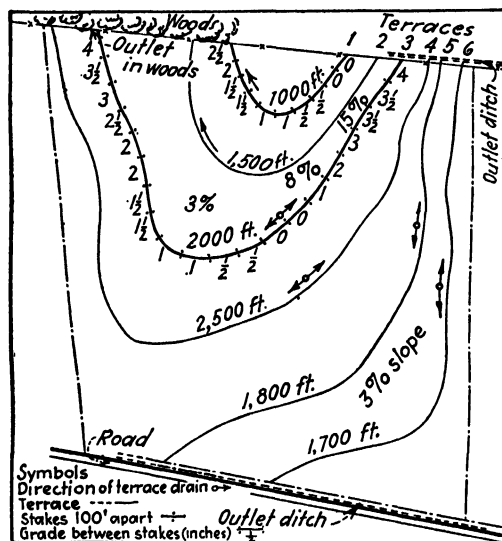 Woods
Terraces
1 2 3 4 5 6
Outlet
in woods
Outlet ditch
4
3½
3
2½
2
2
1½
1½
1
1
½
½
0
0
1
2
3
3½
3½
4
2½
2
1½
1½
1
1
½
½
0
0
1000 ft.
15%
1,500 ft.
8%
3%
2000 ft.
2,500 ft.
1,800 ft.
3% slope
1,700 ft.
Road
Symbols
Direction of terrace drain
Terrace
Stakes 100' apart
Grade between stakes (inches) ½
Outlet ditch